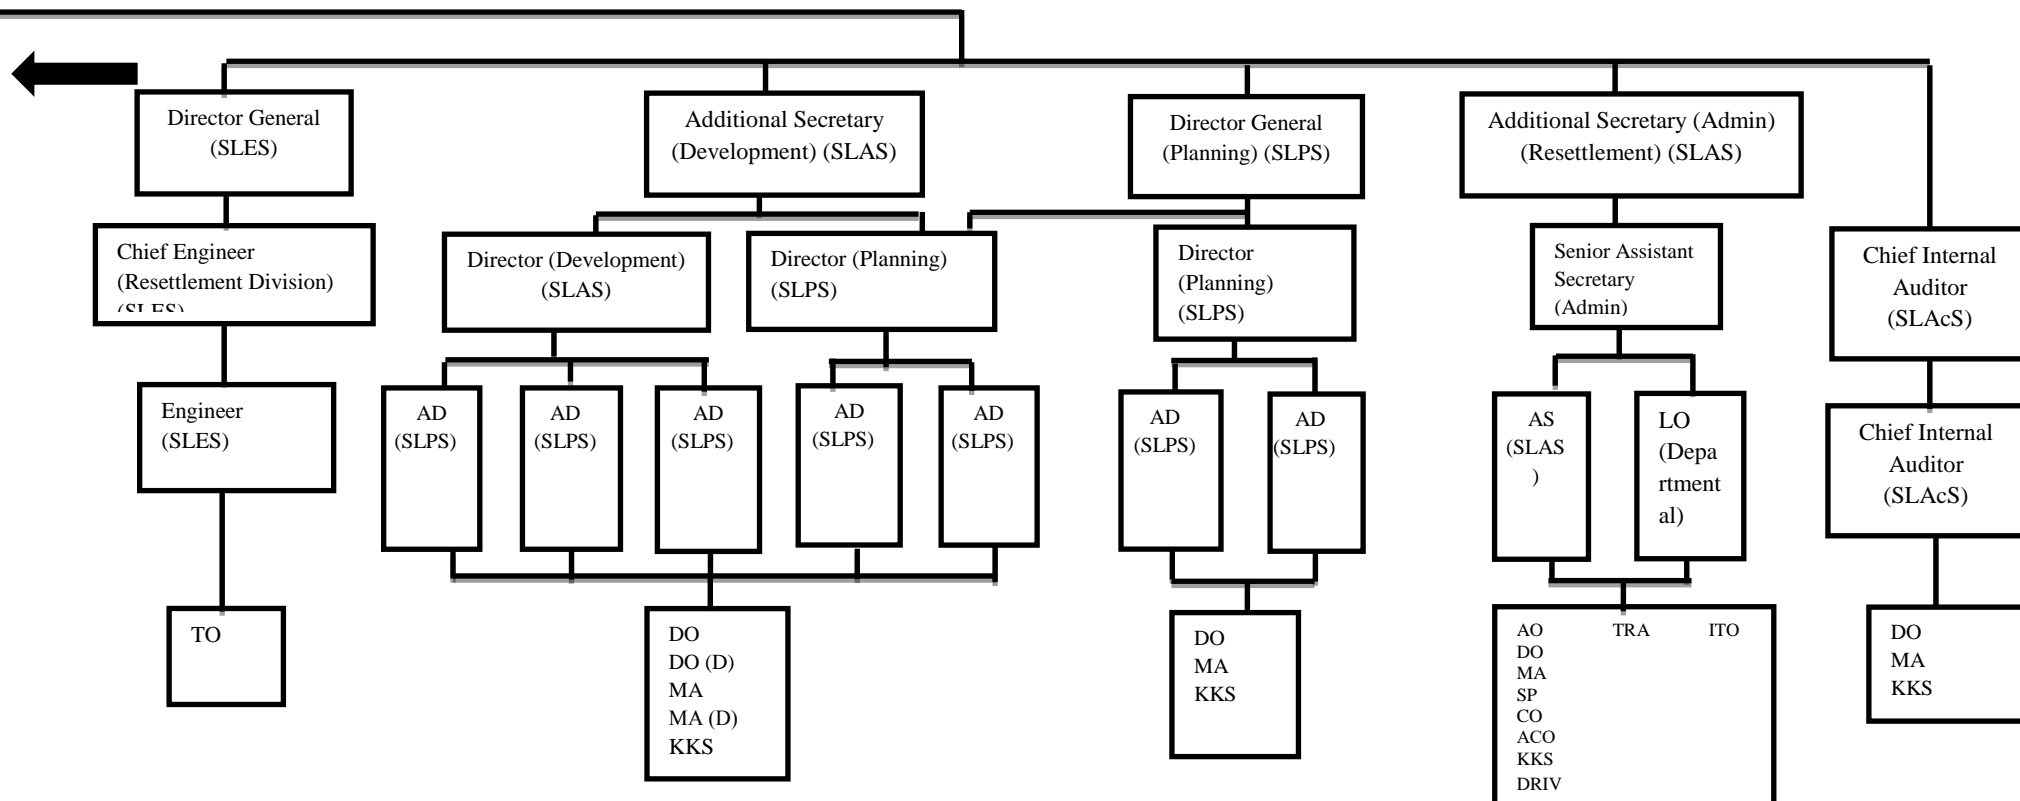 Director General
(SLES)
Additional Secretary
(Development) (SLAS)
Director General
(Planning) (SLPS)
Additional Secretary (Admin)
(Resettlement) (SLAS)
Chief Engineer
(Resettlement Division)
(SLES)
Director (Development)
(SLAS)
Director (Planning)
(SLPS)
Director
(Planning)
(SLPS)
Senior Assistant
Secretary
(Admin)
Chief Internal
Auditor
(SLAcS)
Engineer
(SLES)
AD
(SLPS)
AD
(SLPS)
AD
(SLPS)
AD
(SLPS)
AD
(SLPS)
AD
(SLPS)
AD
(SLPS)
AS
(SLAS
)
LO
(Depa
rtment
al)
Chief Internal
Auditor
(SLAcS)
TO
DO
DO (D)
MA
MA (D)
KKS
DO
MA
KKS
AO TRA ITO
DO
MA
SP
CO
ACO
KKS
DRIV
DO
MA
KKS